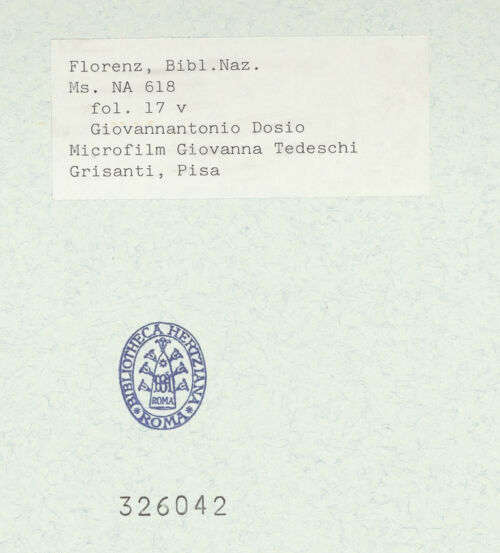 Florenz, Bibl.Naz.
Ms. NA 618
fol. 17 v
Giovannantonio Dosio
Microfilm Giovanna Tedeschi
Grisanti, Pisa
BIBLIOTHECA HERTZIANA
ROMA
* ROMA *
326042